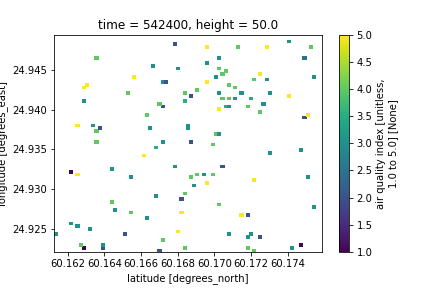 time = 542400, height = 50.0
24.945
24.940
24.935
24.930
24.925
longitude [degrees_east]
60.162 60.164 60.166 60.168 60.170 60.172 60.174
latitude [degrees_north]
5.0
4.5
4.0
3.5
3.0
2.5
2.0
1.5
1.0
air quality index [unitless,
1.0 to 5.0] [None]